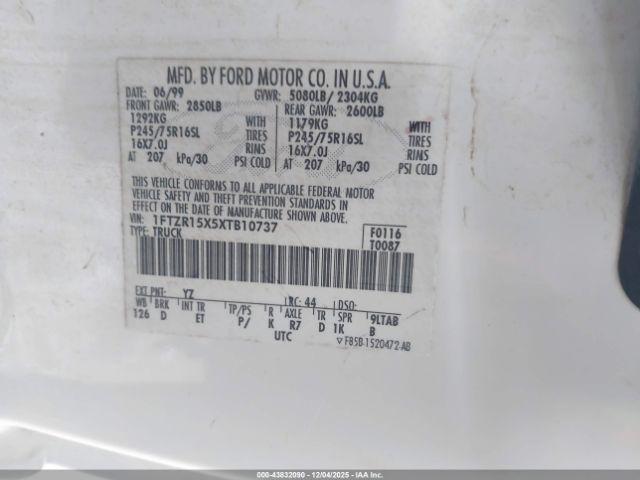 MFD. BY FORD MOTOR CO. IN U.S.A.
DATE: 06/99 GVWR: 5080LB/ 2304KG
FRONT GAWR: 2850LB REAR GAWR: 2600LB
1292KG WITH 1179KG WITH
P245/75R16SL TIRES P245/75R16SL TIRES
16X7.0J RIMS 16X7.0J RIMS
AT 207 kPa/30 PSI COLD AT 207 kPa/30 PSI COLD
THIS VEHICLE CONFORMS TO ALL APPLICABLE FEDERAL MOTOR
VEHICLE SAFETY AND THEFT PREVENTION STANDARDS IN
EFFECT ON THE DATE OF MANUFACTURE SHOWN ABOVE.
VIN: 1FTZR15X5XTB10737 F0116
TYPE: TRUCK T0087
EXT PNT: YZ RC: 44 DSO:
WB BRK INT TR TP/PS R AXLE TR SPR 9LTAB
126 D ET P/ K R7 D 1K B
UTC ▽ F85B-1520472-AB
000-43832090 - 12/04/2025 - IAAI.COM